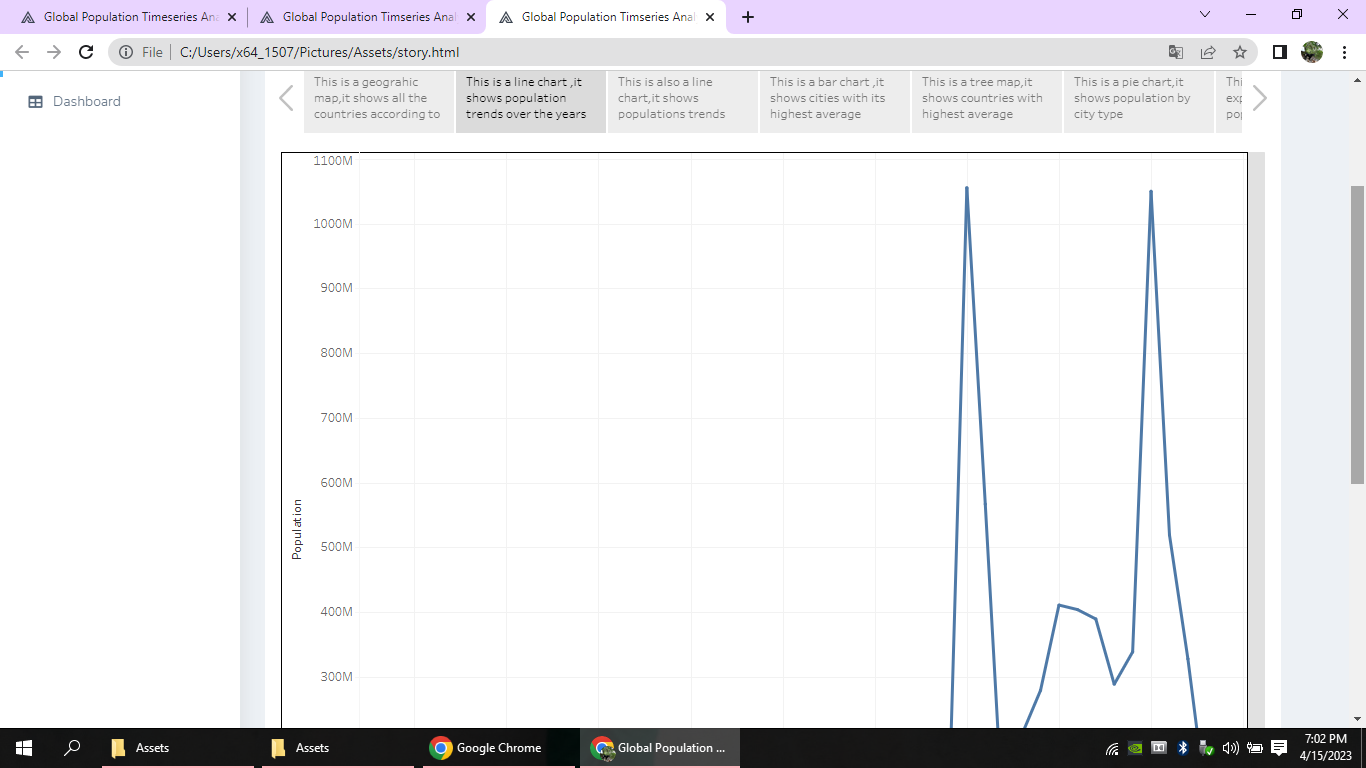 Global Population Timeseries Ana
Global Population Timseries Anal
Global Population Timseries Anal
File
C:/Users/x64_1507/Pictures/Assets/story.html
Dashboard
This is a geograhic
map,it shows all the
countries according to
This is a line chart ,it
shows population
trends over the years
This is also a line
chart,it shows
populations trends
This is a bar chart ,it
shows cities with its
highest average
This is a tree map,it
shows countries with
highest average
This is a pie chart,it
shows population by
city type
Thi
exp
pop
1100M
1000M
900M
800M
700M
600M
500M
400M
300M
Population
Assets
Assets
Google Chrome
Global Population ...
7:02 PM
4/15/2023